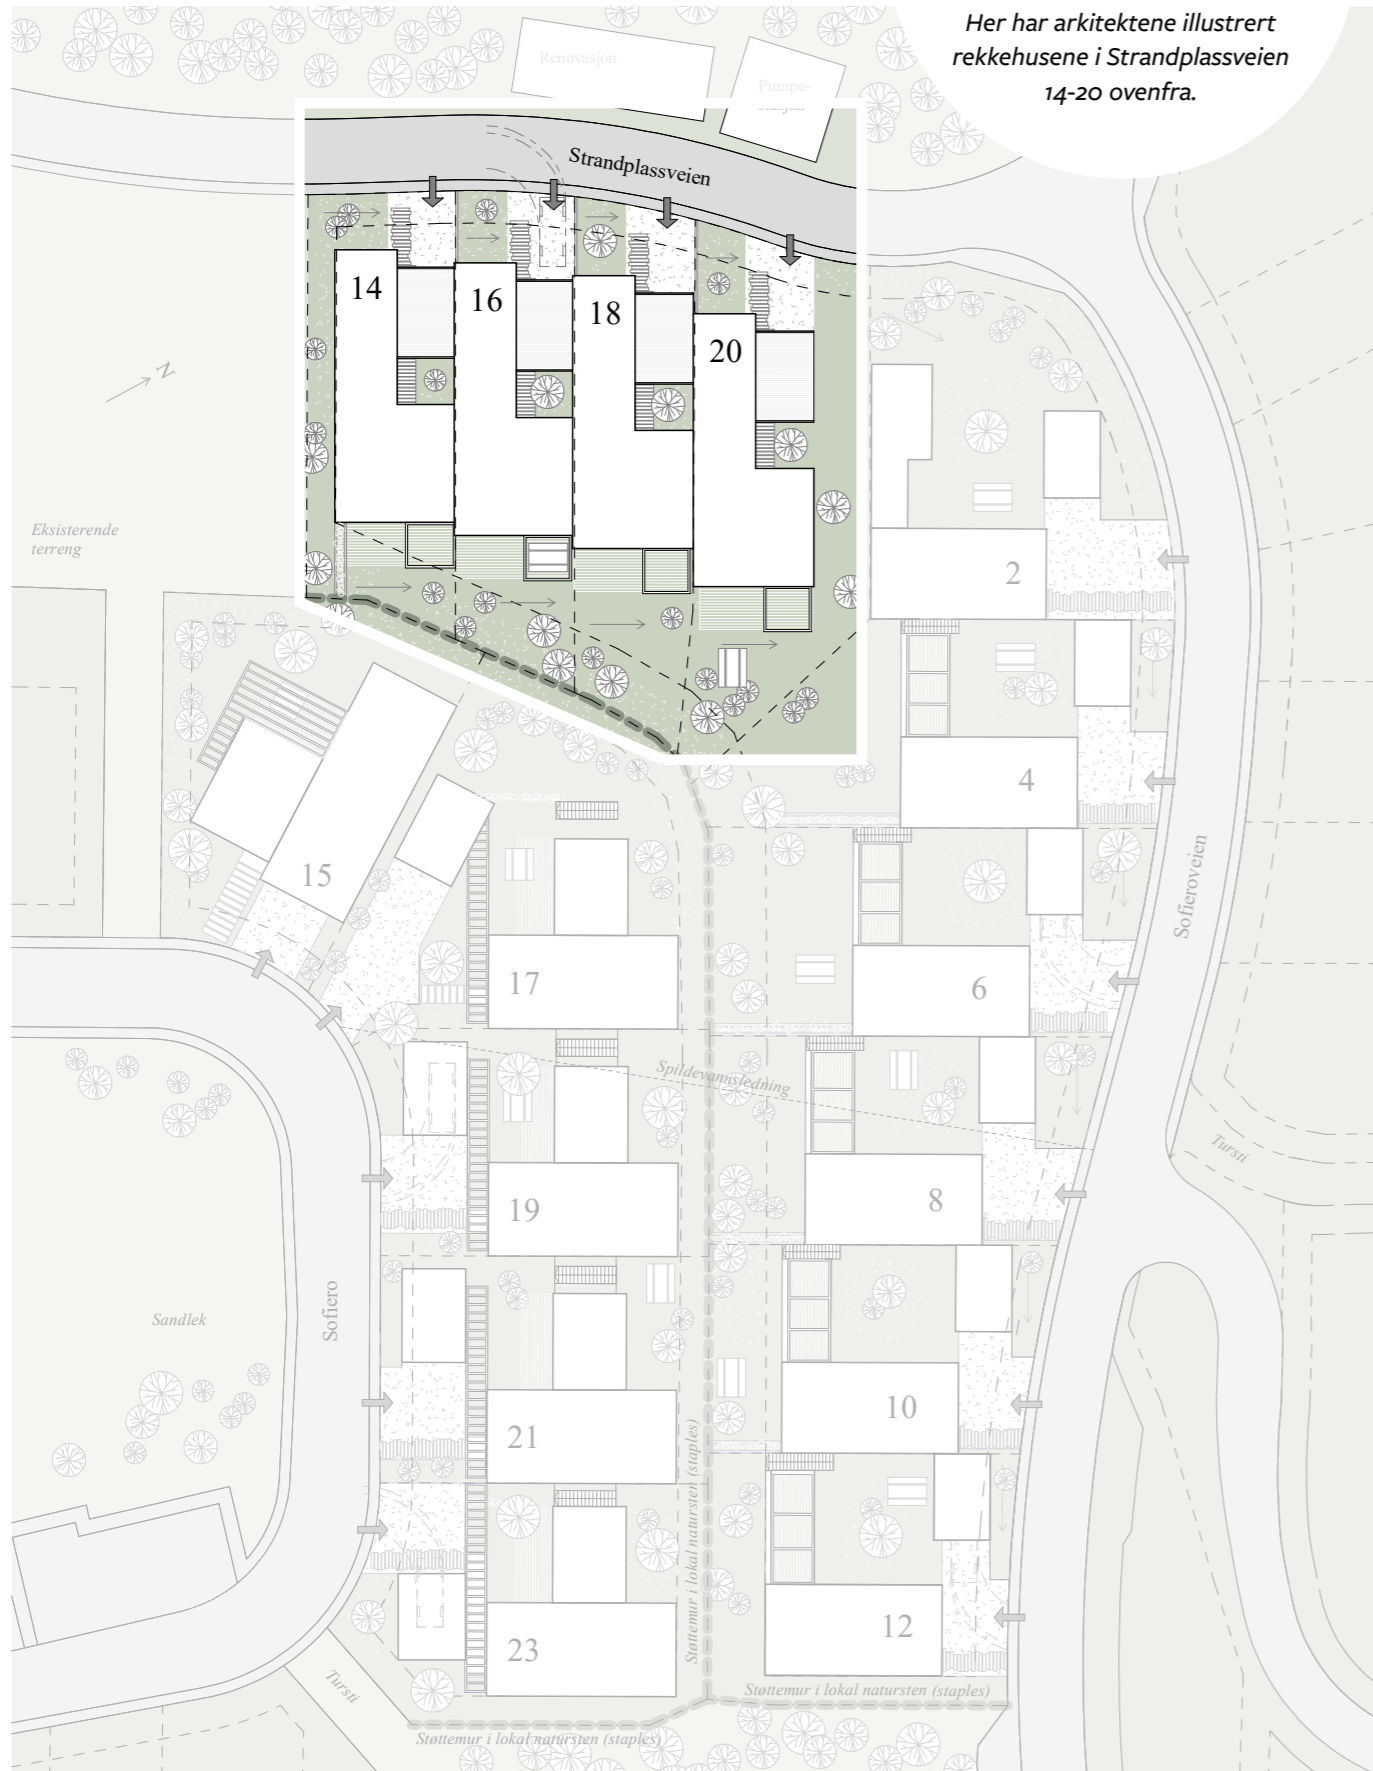 Her har arkitektene illustrert
rekkehusene i Strandplassveien
14-20 ovenfra.
Renovasjon
Pumpe-
stasjon
Strandplassveien
14
16
18
20
N
Eksisterende
terreng
2
4
15
Sofieroveien
17
6
Spildevannsledning
Tursti
19
8
Sandlek
Sofiero
10
21
Støttemur i lokal natursten (staples)
12
23
Tursti
Støttemur i lokal natursten (staples)
Støttemur i lokal natursten (staples)